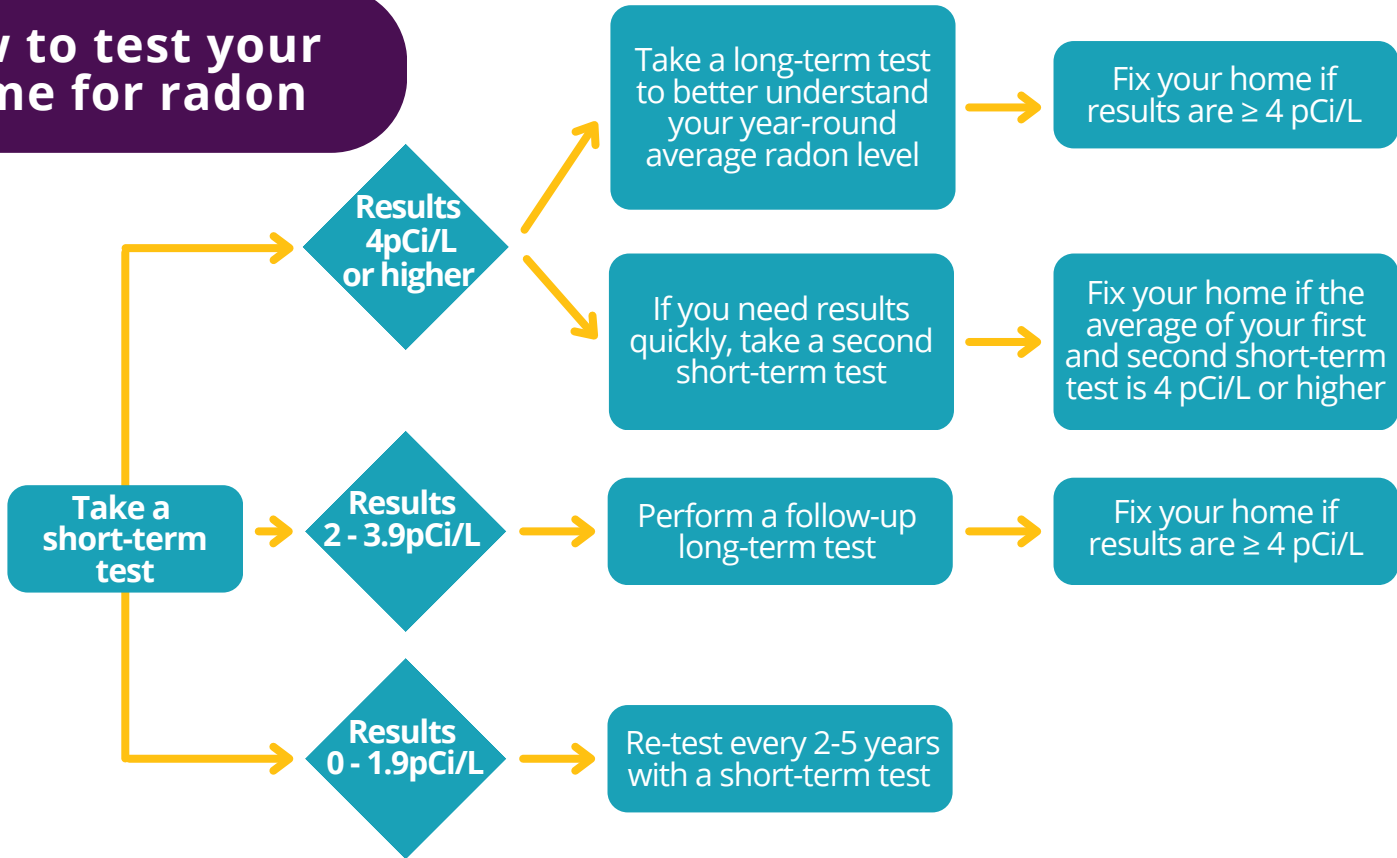 to test your
for radon
Take a long-term test
to better understand
your year-round
average radon level
Fix your home if
results are ≥ 4 pCi/L
Results
4pCi/L
or higher
If you need results
quickly, take a second
short-term test
Fix your home if the
average of your first
and second short-term
test is 4 pCi/L or higher
Take a
short-term
test
Results
2 - 3.9pCi/L
Perform a follow-up
long-term test
Fix your home if
results are ≥ 4 pCi/L
Results
0 - 1.9pCi/L
Re-test every 2-5 years
with a short-term test